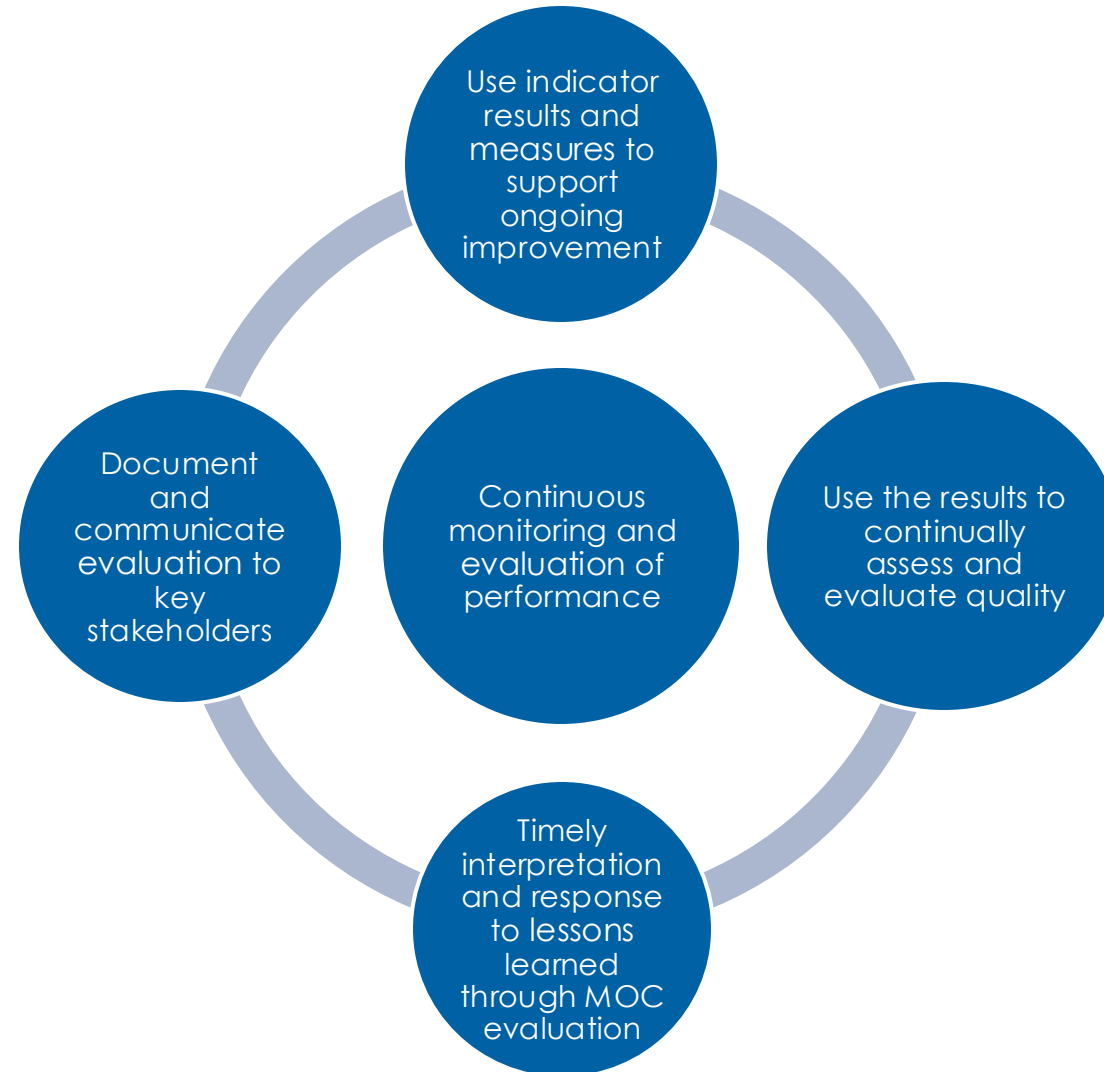 Use indicator
results and
measures to
support
ongoing
improvement
Document
and
communicate
evaluation to
key
stakeholders
Continuous
monitoring and
evaluation of
performance
Use the results to
continually
assess and
evaluate quality
Timely
interpretation
and response
to lessons
learned
through MOC
evaluation